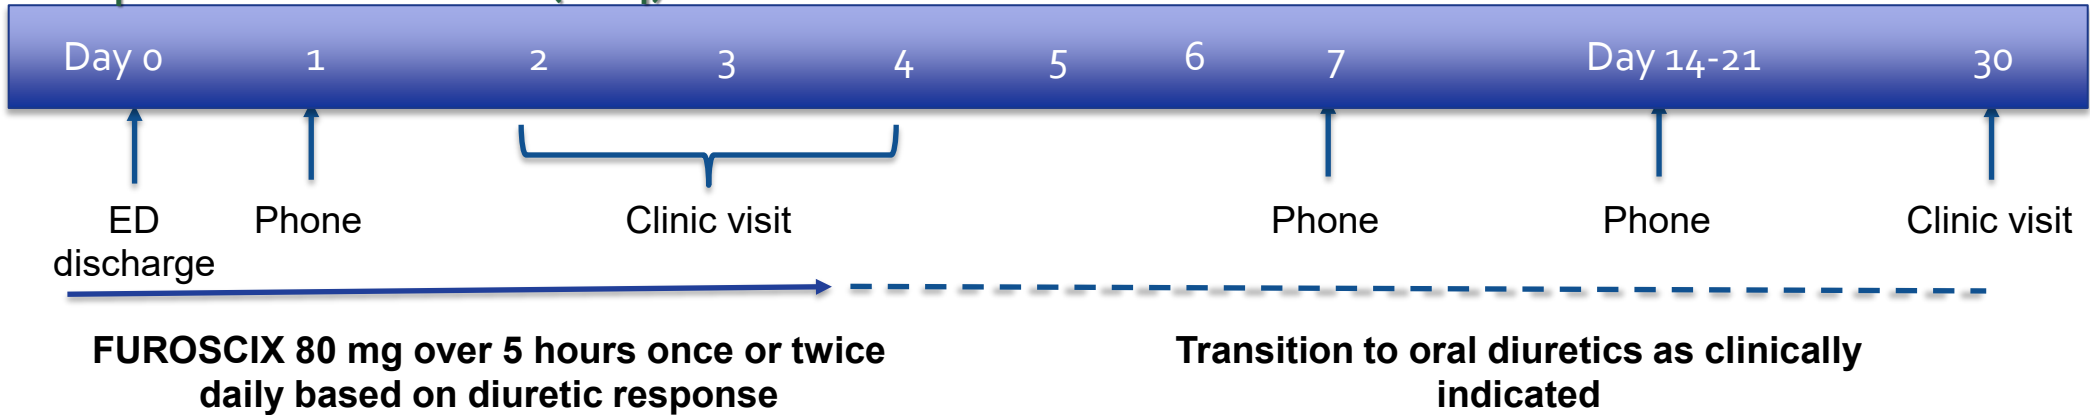 Day 0 1 2 3 4 5 6 7 Day 14-21 30
ED
discharge
Phone
Clinic visit
Phone
Phone
Clinic visit
FUROSCIX 80 mg over 5 hours once or twice
daily based on diuretic response
Transition to oral diuretics as clinically
indicated